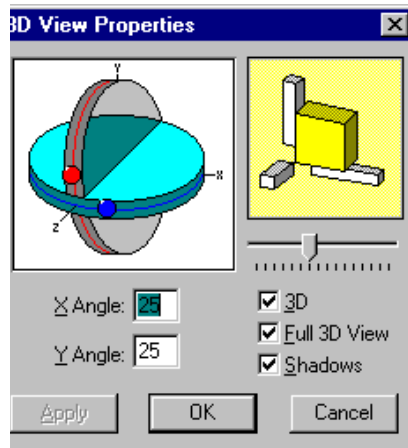 3D View Properties
Y
X
Z
X Angle: 25
Y Angle: 25
3D
Full 3D View
Shadows
Apply
OK
Cancel